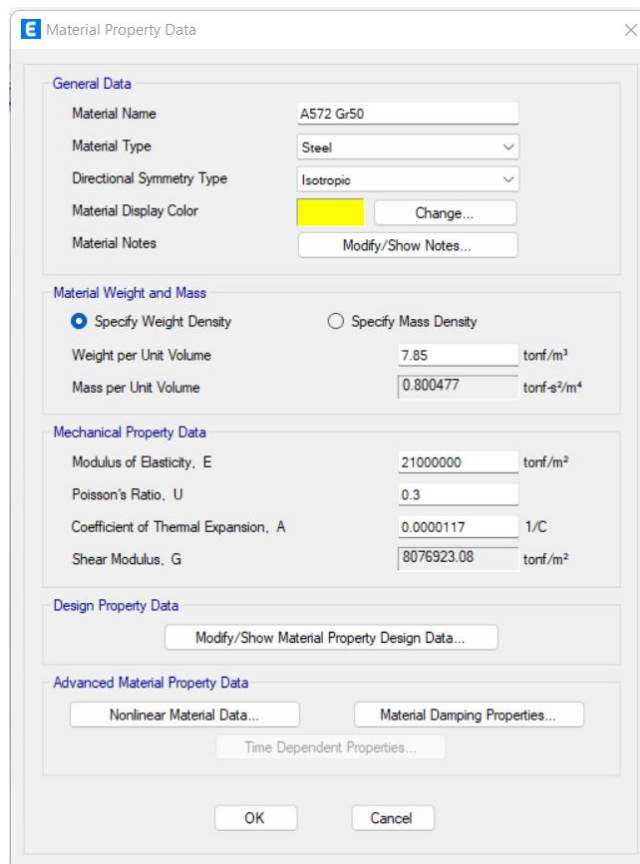 E Material Property Data
General Data
Material Name A572 Gr50
Material Type Steel
Directional Symmetry Type Isotropic
Material Display Color Change...
Material Notes Modify/Show Notes...
Material Weight and Mass
Specify Weight Density Specify Mass Density
Weight per Unit Volume 7.85 tonf/m³
Mass per Unit Volume 0.800477 tonf-s²/m⁴
Mechanical Property Data
Modulus of Elasticity, E 21000000 tonf/m²
Poisson's Ratio, U 0.3
Coefficient of Thermal Expansion, A 0.0000117 1/C
Shear Modulus, G 8076923.08 tonf/m²
Design Property Data
Modify/Show Material Property Design Data...
Advanced Material Property Data
Nonlinear Material Data... Material Damping Properties...
Time Dependent Properties...
OK Cancel